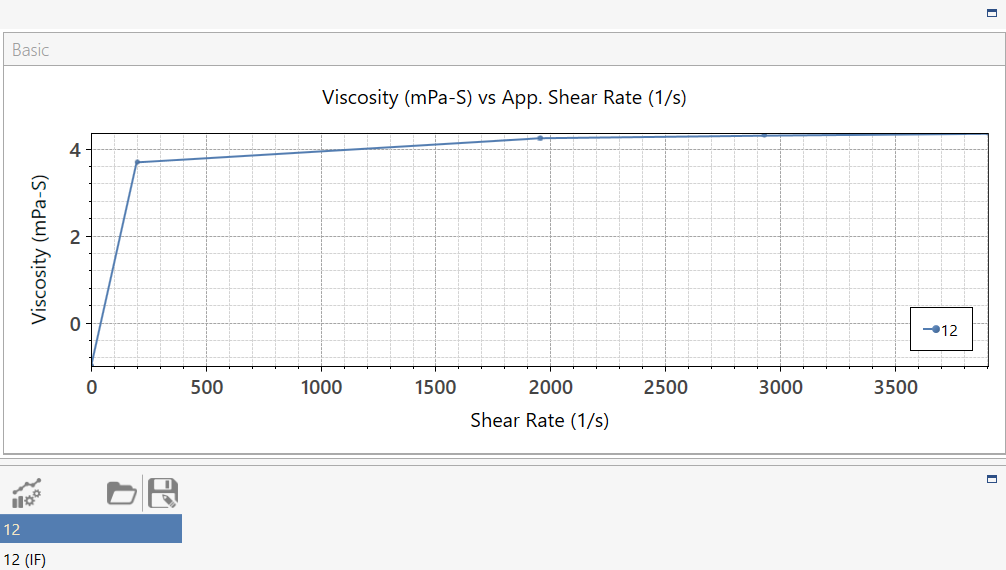 Basic
Viscosity (mPa-S) vs App. Shear Rate (1/s)
4
2
0
Viscosity (mPa-S)
0 500 1000 1500 2000 2500 3000 3500
Shear Rate (1/s)
12
12
12 (IF)